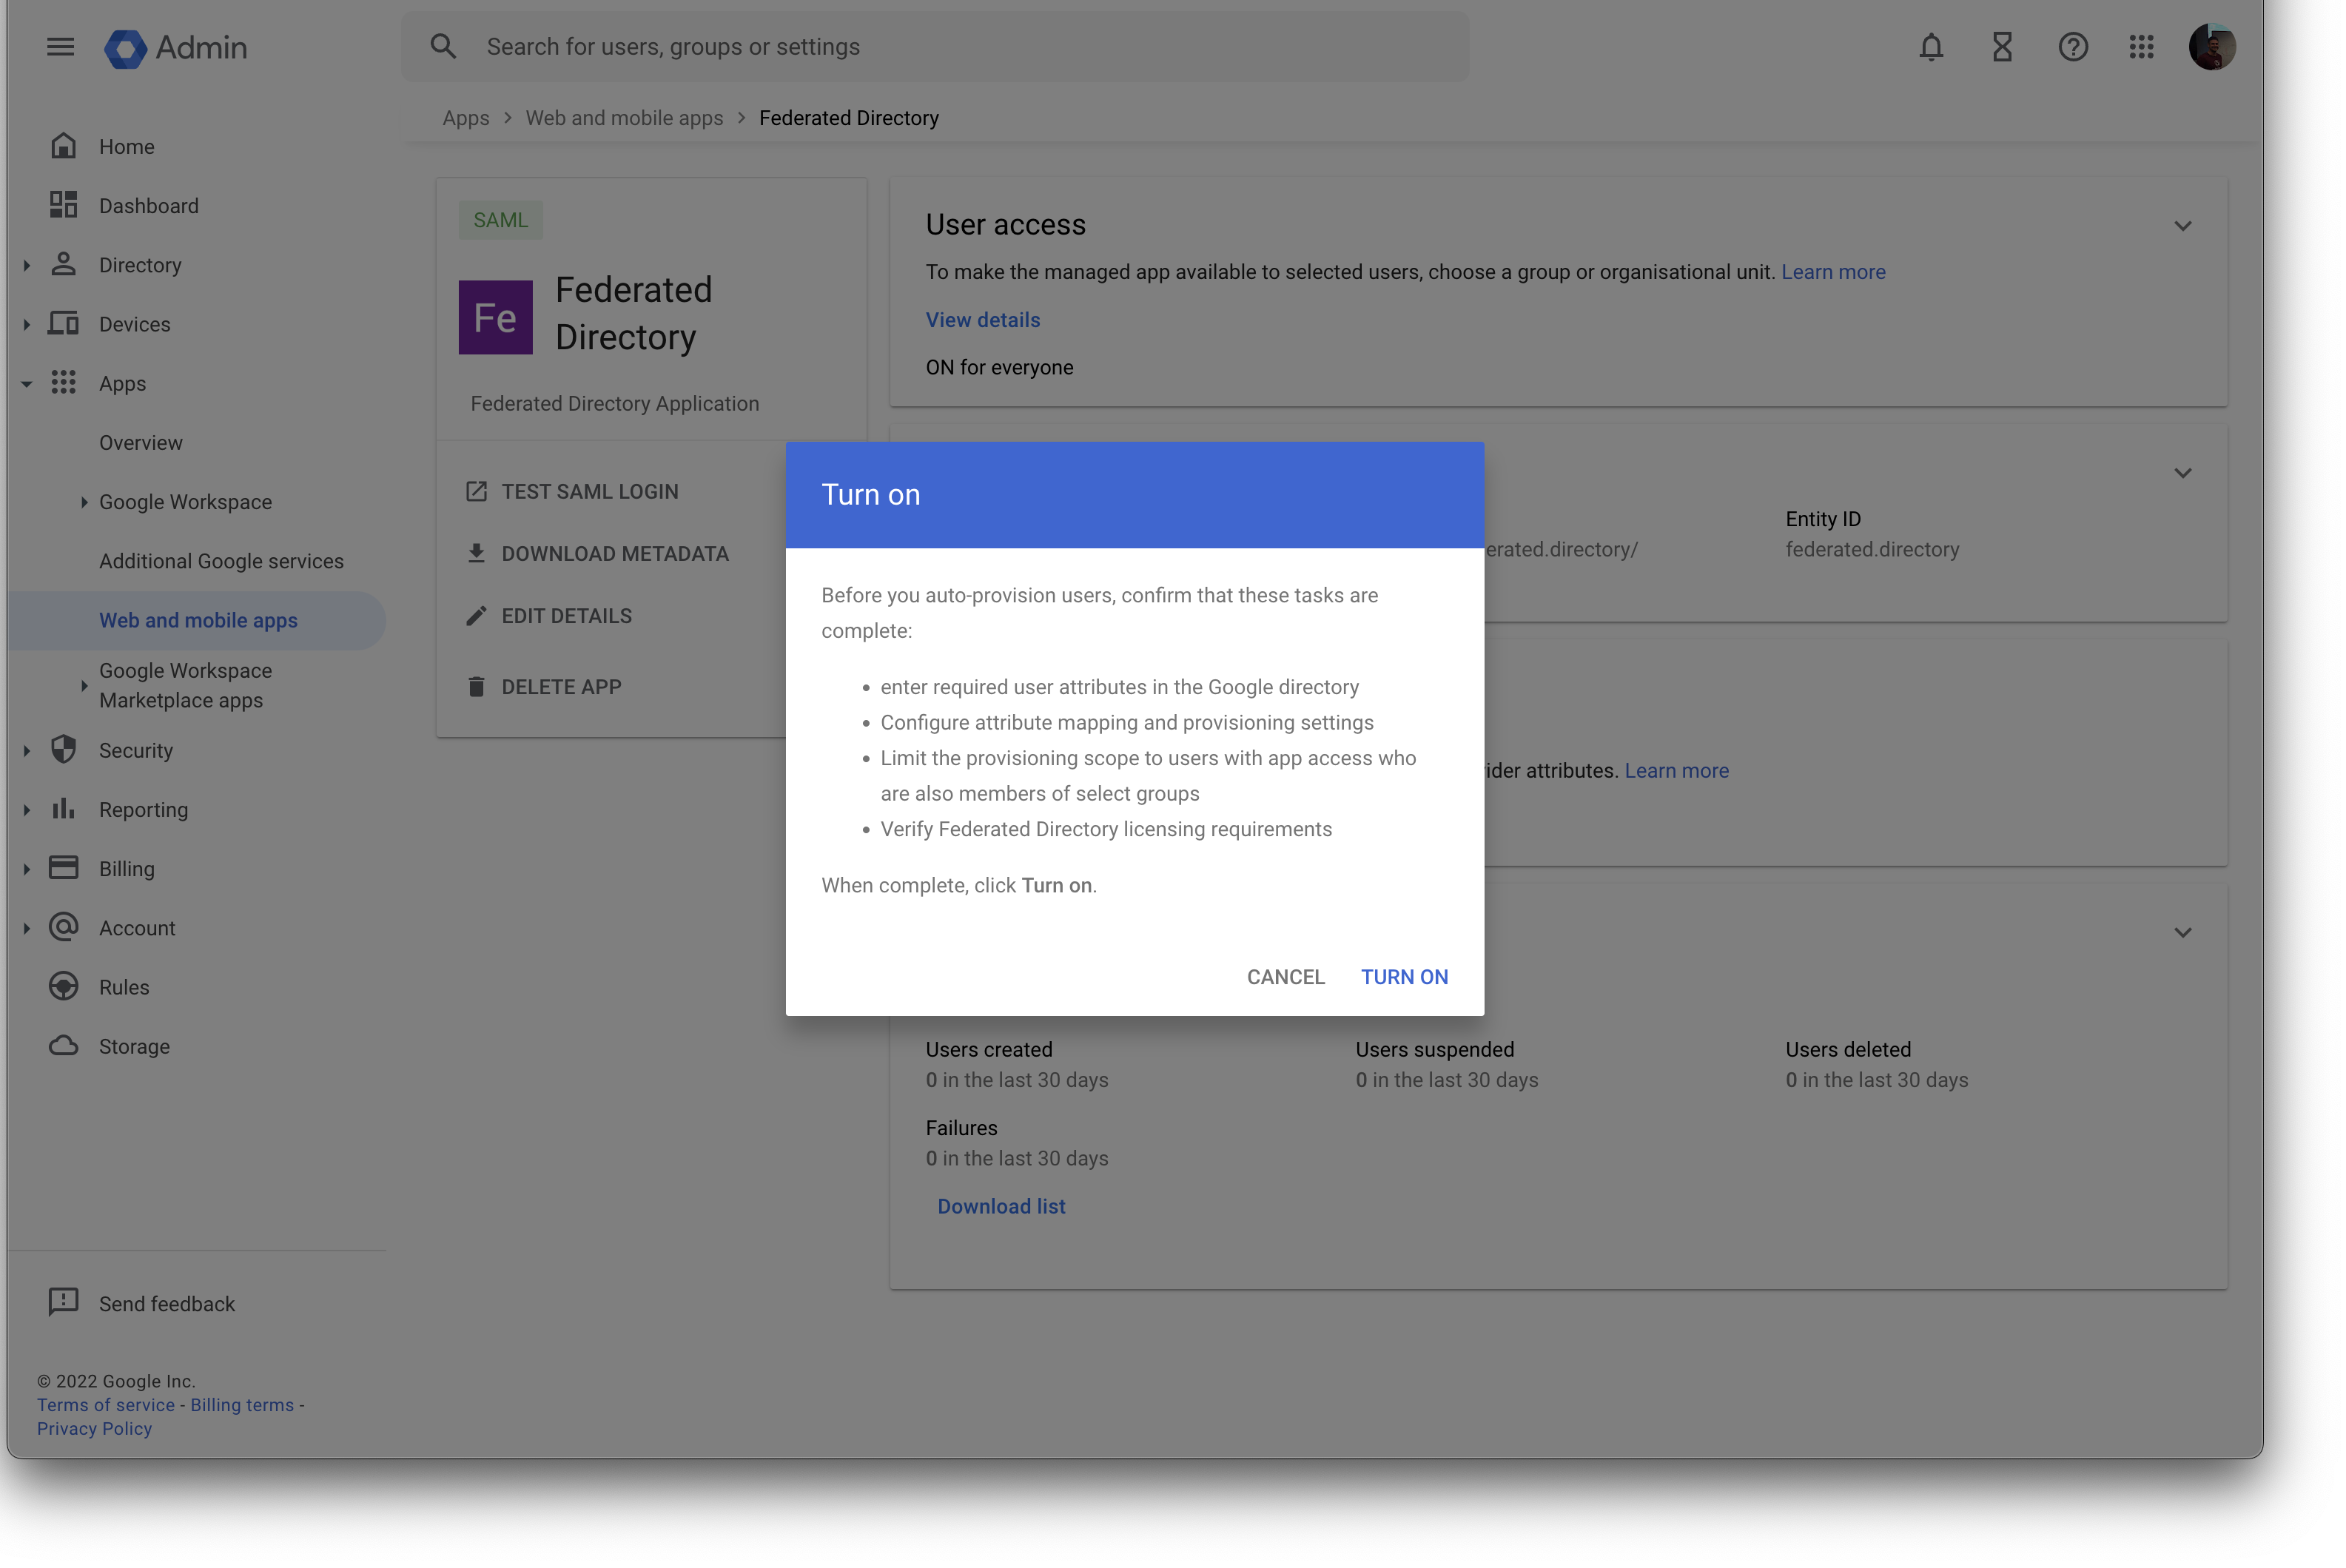 Admin
Search for users, groups or settings
Apps > Web and mobile apps > Federated Directory
Home
Dashboard
Directory
Devices
Apps
Overview
Google Workspace
Additional Google services
Web and mobile apps
Google Workspace
Marketplace apps
Security
Reporting
Billing
Account
Rules
Storage
Send feedback
© 2022 Google Inc.
Terms of service - Billing terms -
Privacy Policy
SAML
Fe
Federated
Directory
Federated Directory Application
TEST SAML LOGIN
DOWNLOAD METADATA
EDIT DETAILS
DELETE APP
User access
To make the managed app available to selected users, choose a group or organisational unit. Learn more
View details
ON for everyone
erated.directory/
Entity ID
federated.directory
ider attributes. Learn more
Turn on
Before you auto-provision users, confirm that these tasks are
complete:
• enter required user attributes in the Google directory
• Configure attribute mapping and provisioning settings
• Limit the provisioning scope to users with app access who
are also members of select groups
• Verify Federated Directory licensing requirements
When complete, click Turn on.
CANCEL
TURN ON
Users created
0 in the last 30 days
Users suspended
0 in the last 30 days
Users deleted
0 in the last 30 days
Failures
0 in the last 30 days
Download list